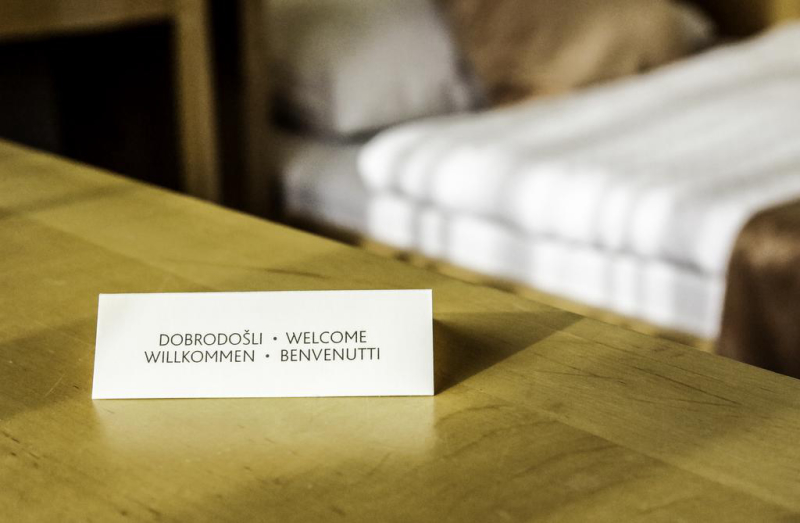 DOBRODOŠLI • WELCOME
WILLKOMMEN • BENVENUTTI